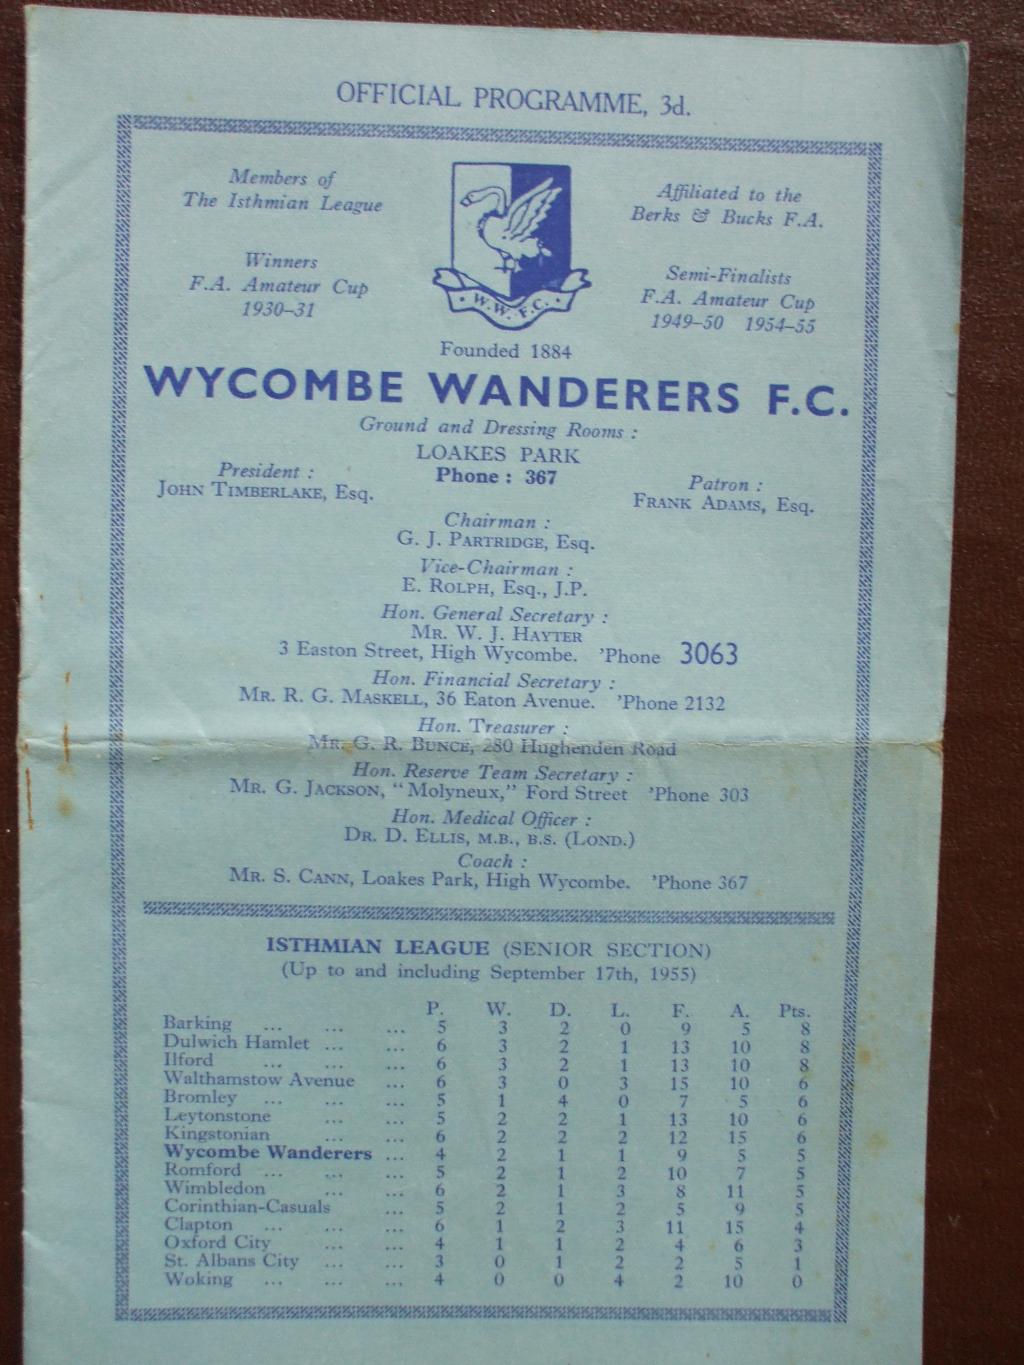 OFFICIAL PROGRAMME, 3d.
Members of
The Isthmian League
Winners
F.A. Amateur Cup
1930–31
W.W.F.C.
Affiliated to the
Berks & Bucks F.A.
Semi-Finalists
F.A. Amateur Cup
1949–50 1954–55
Founded 1884
WYCOMBE WANDERERS F.C.
Ground and Dressing Rooms :
LOAKES PARK
Phone : 367
President :
JOHN TIMBERLAKE, Esq.
Patron :
FRANK ADAMS, Esq.
Chairman :
G. J. PARTRIDGE, Esq.
Vice-Chairman :
E. ROLPH, Esq., J.P.
Hon. General Secretary :
MR. W. J. HAYTER
3 Easton Street, High Wycombe. 'Phone 3063
Hon. Financial Secretary :
MR. R. G. MASKELL, 36 Eaton Avenue. 'Phone 2132
Hon. Treasurer :
MR. G. R. BUNCE, 280 Hughenden Road
Hon. Reserve Team Secretary :
MR. G. JACKSON, "Molyneux," Ford Street 'Phone 303
Hon. Medical Officer :
DR. D. ELLIS, M.B., B.S. (LOND.)
Coach :
MR. S. CANN, Loakes Park, High Wycombe. 'Phone 367
ISTHMIAN LEAGUE (SENIOR SECTION)
(Up to and including September 17th, 1955)
P. W. D. L. F. A. Pts.
Barking ... ... ... 5 3 2 0 9 5 8
Dulwich Hamlet ... ... 6 3 2 1 13 10 8
Ilford ... ... ... 6 3 2 1 13 10 8
Walthamstow Avenue ... 6 3 0 3 15 10 6
Bromley ... ... ... 5 1 4 0 7 5 6
Leytonstone ... ... 5 2 2 1 13 10 6
Kingstonian ... ... 6 2 2 2 12 15 6
Wycombe Wanderers ... 4 2 1 1 9 5 5
Romford ... ... ... 5 2 1 2 10 7 5
Wimbledon ... ... 6 2 1 3 8 11 5
Corinthian-Casuals ... 5 2 1 2 5 9 5
Clapton ... ... ... 6 1 2 3 11 15 4
Oxford City ... ... 4 1 1 2 4 6 3
St. Albans City ... ... 3 0 1 2 2 5 1
Woking ... ... ... 4 0 0 4 2 10 0